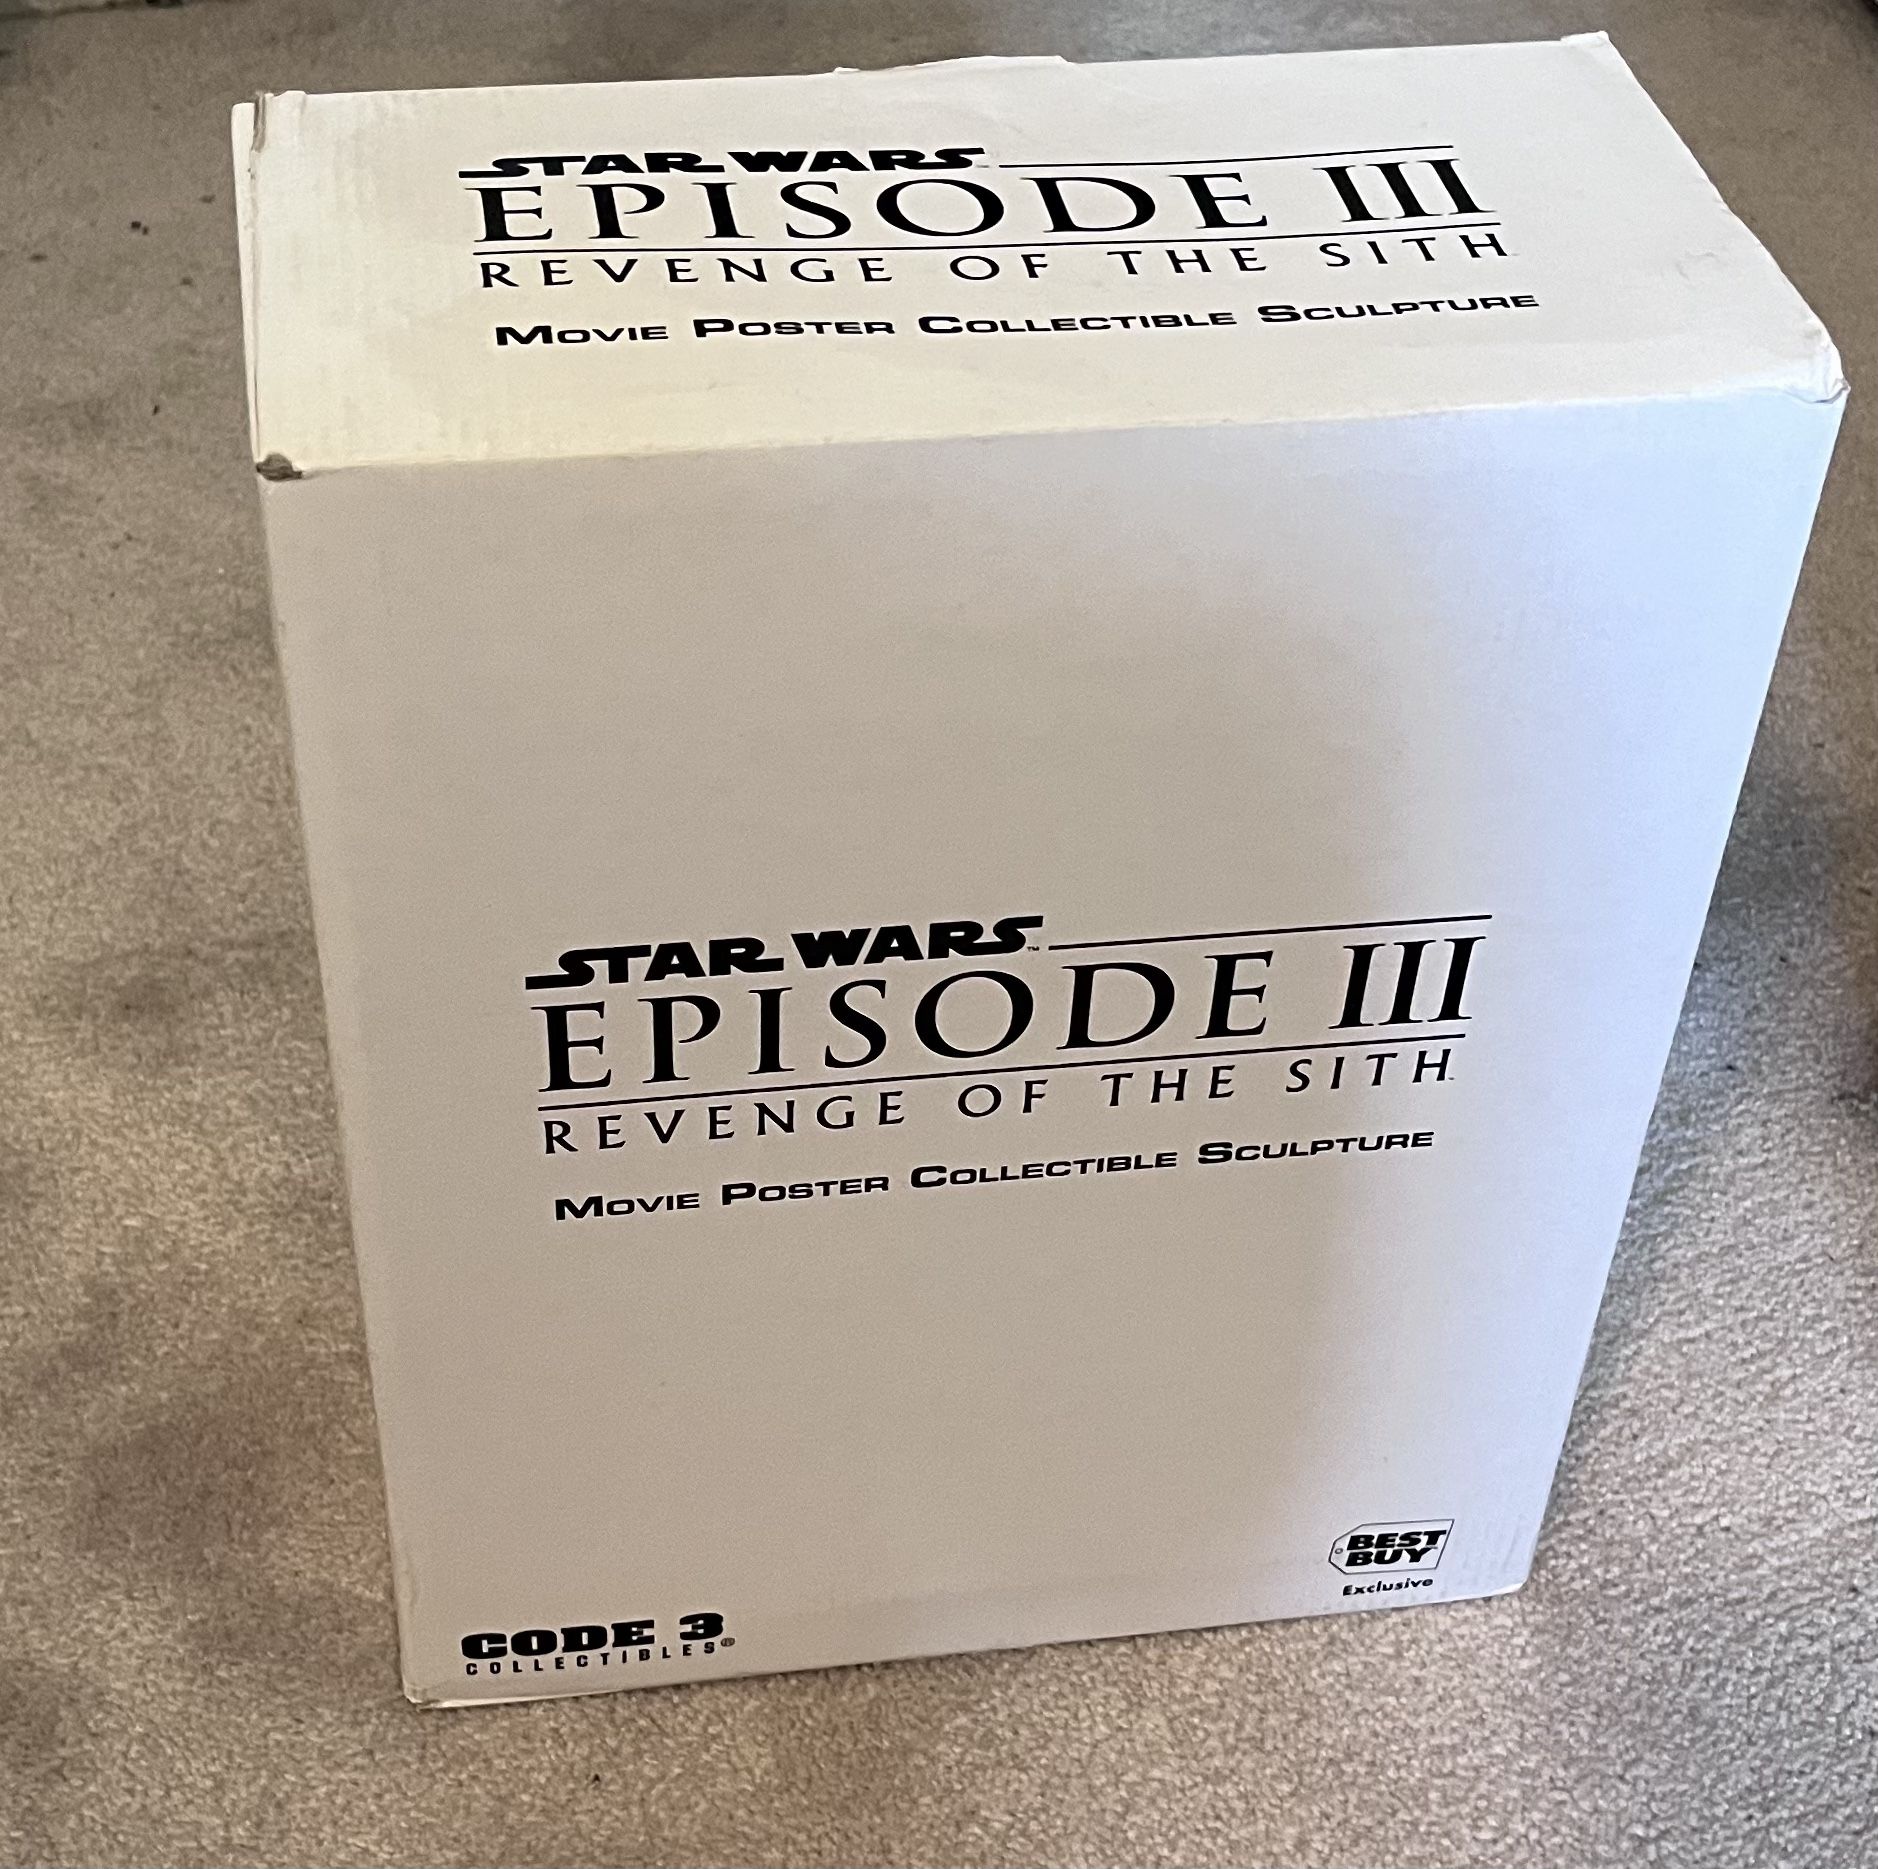 STAR WARS
EPISODE III
REVENGE OF THE SITH
MOVIE POSTER COLLECTIBLE SCULPTURE
STAR WARS™
EPISODE III
REVENGE OF THE SITH
MOVIE POSTER COLLECTIBLE SCULPTURE
BEST
BUY
Exclusive
CODE 3
COLLECTIBLES®